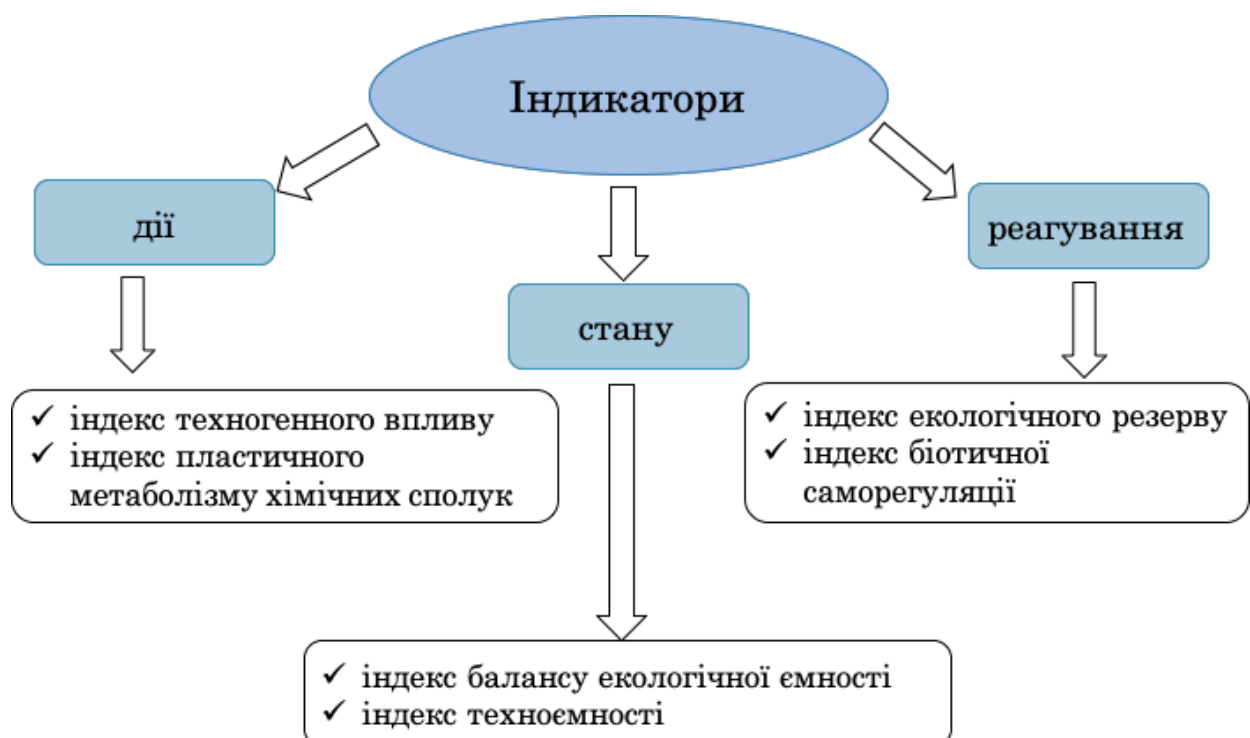 Індикатори
дії
стану
реагування
✓ індекс техногенного впливу
✓ індекс пластичного
метаболізму хімічних сполук
✓ індекс екологічного резерву
✓ індекс біотичної
саморегуляції
✓ індекс балансу екологічної ємності
✓ індекс техноємності